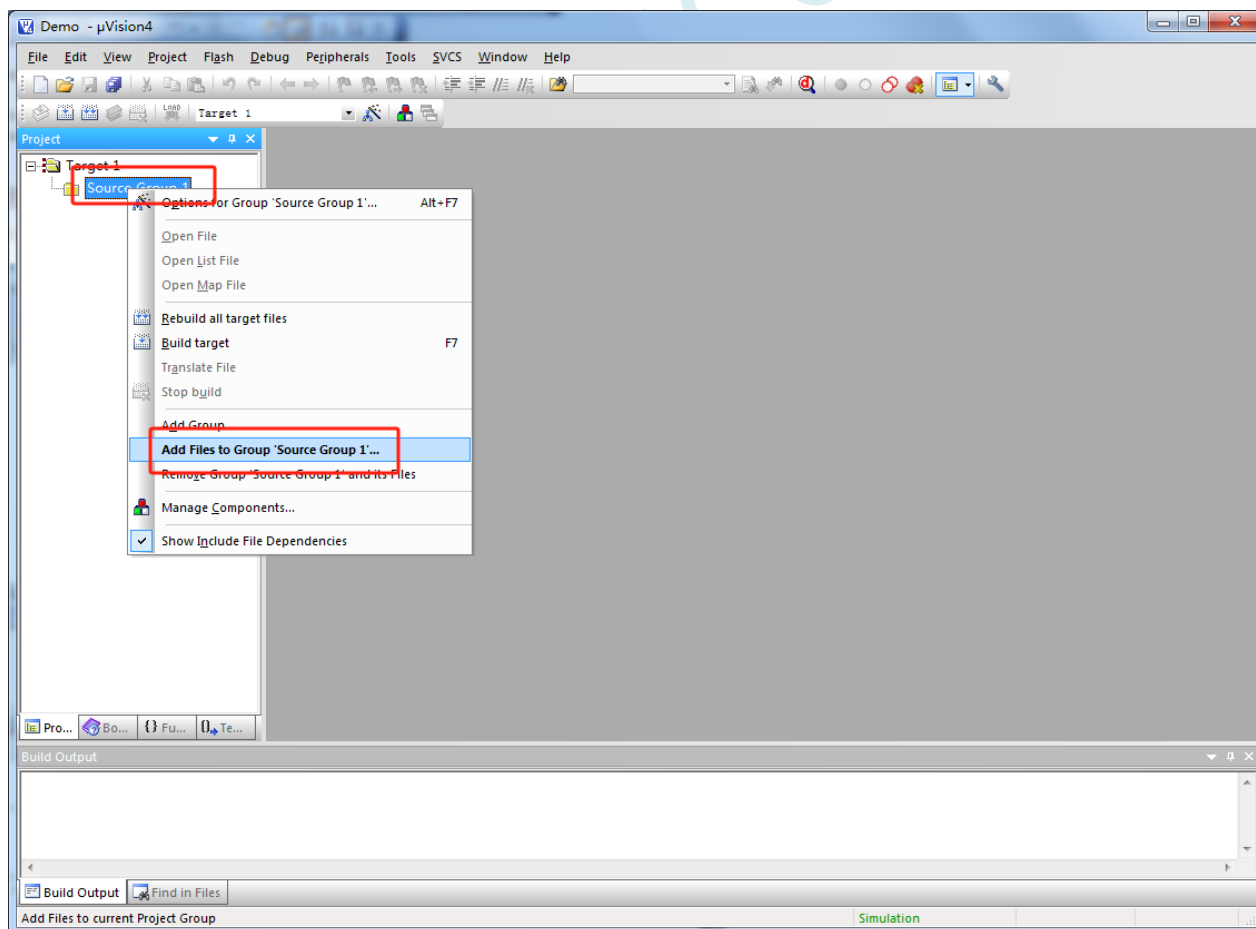 Demo - µVision4
File Edit View Project Flash Debug Peripherals Tools SVCS Window Help
LOAD Target 1
Project
Target 1
Source Group 1
Options for Group 'Source Group 1'... Alt+F7
Open File
Open List File
Open Map File
Rebuild all target files
Build target F7
Translate File
Stop build
Add Group
Add Files to Group 'Source Group 1'...
Remove Group 'Source Group 1' and its Files
Manage Components...
Show Include File Dependencies
Pro... Bo... {} Fu... Te...
Build Output
Build Output Find in Files
Add Files to current Project Group Simulation